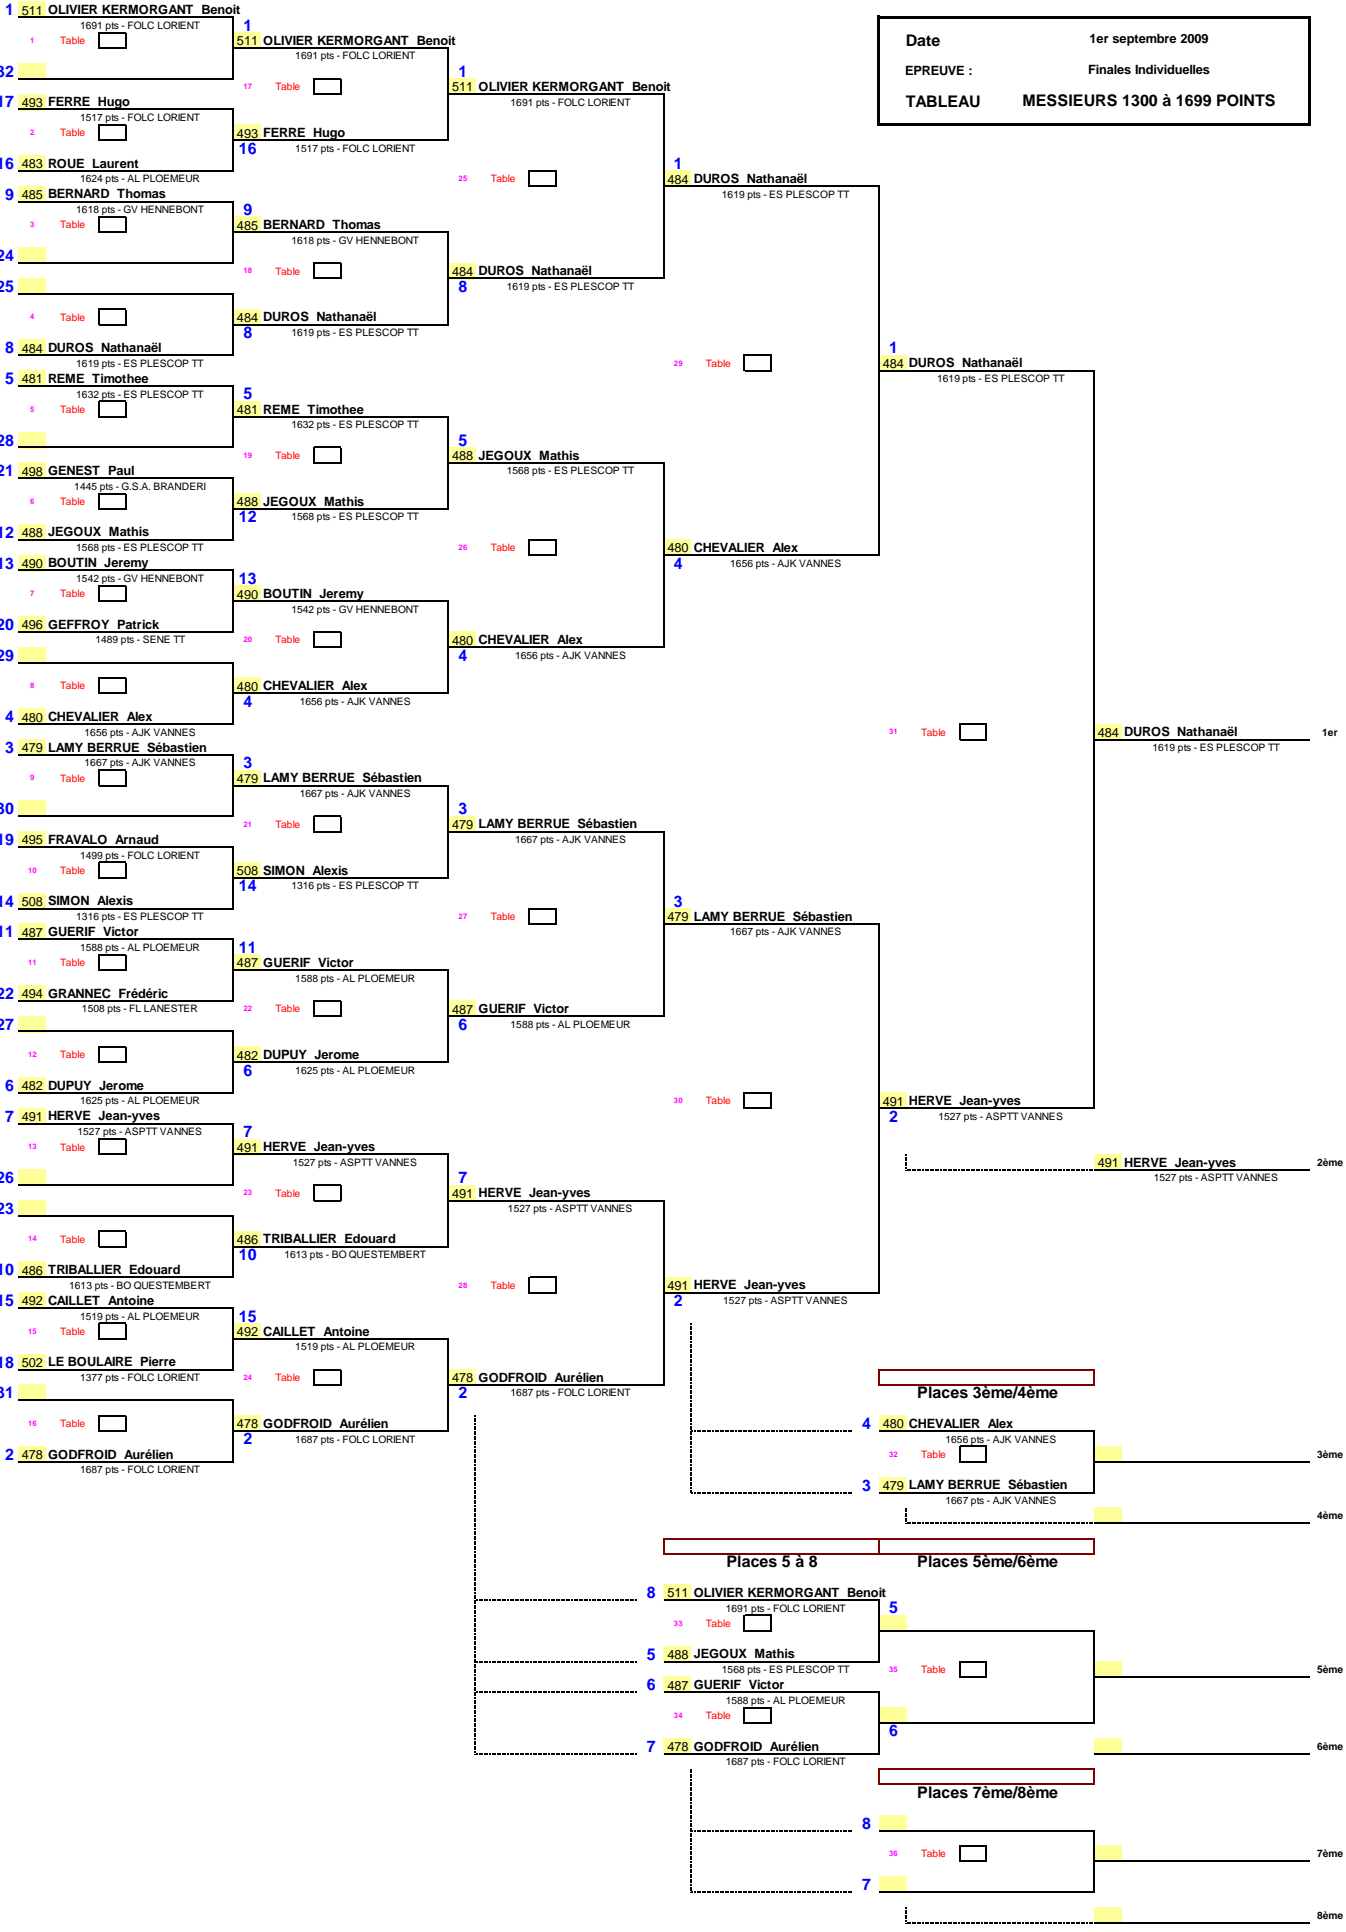 Date 1er septembre 2009
EPREUVE : Finales Individuelles
TABLEAU MESSIEURS 1300 à 1699 POINTS
1 511 OLIVIER KERMORGANT Benoit
1691 pts - FOLC LORIENT
1 Table
32
17 493 FERRE Hugo
1517 pts - FOLC LORIENT
2 Table
16 483 ROUE Laurent
1624 pts - AL PLOEMEUR
9 485 BERNARD Thomas
1618 pts - GV HENNEBONT
3 Table
24
25
4 Table
8 484 DUROS Nathanaël
1619 pts - ES PLESCOP TT
5 481 REME Timothee
1632 pts - ES PLESCOP TT
5 Table
28
21 498 GENEST Paul
1445 pts - G.S.A. BRANDERI
6 Table
12 488 JEGOUX Mathis
1568 pts - ES PLESCOP TT
13 490 BOUTIN Jeremy
1542 pts - GV HENNEBONT
7 Table
20 496 GEFFROY Patrick
1489 pts - SENE TT
29
8 Table
4 480 CHEVALIER Alex
1656 pts - AJK VANNES
3 479 LAMY BERRUE Sébastien
1667 pts - AJK VANNES
9 Table
30
19 495 FRAVALO Arnaud
1499 pts - FOLC LORIENT
10 Table
14 508 SIMON Alexis
1316 pts - ES PLESCOP TT
11 487 GUERIF Victor
1588 pts - AL PLOEMEUR
11 Table
22 494 GRANNEC Frédéric
1508 pts - FL LANESTER
27
12 Table
6 482 DUPUY Jerome
1625 pts - AL PLOEMEUR
7 491 HERVE Jean-yves
1527 pts - ASPTT VANNES
13 Table
26
23
14 Table
10 486 TRIBALLIER Edouard
1613 pts - BO QUESTEMBERT
15 492 CAILLET Antoine
1519 pts - AL PLOEMEUR
15 Table
18 502 LE BOULAIRE Pierre
1377 pts - FOLC LORIENT
31
16 Table
2 478 GODFROID Aurélien
1687 pts - FOLC LORIENT
1
511 OLIVIER KERMORGANT Benoit
1691 pts - FOLC LORIENT
17 Table
493 FERRE Hugo
16 1517 pts - FOLC LORIENT
9
485 BERNARD Thomas
1618 pts - GV HENNEBONT
18 Table
484 DUROS Nathanaël
8 1619 pts - ES PLESCOP TT
5
481 REME Timothee
1632 pts - ES PLESCOP TT
19 Table
488 JEGOUX Mathis
12 1568 pts - ES PLESCOP TT
13
490 BOUTIN Jeremy
1542 pts - GV HENNEBONT
20 Table
480 CHEVALIER Alex
4 1656 pts - AJK VANNES
3
479 LAMY BERRUE Sébastien
1667 pts - AJK VANNES
21 Table
508 SIMON Alexis
14 1316 pts - ES PLESCOP TT
11
487 GUERIF Victor
1588 pts - AL PLOEMEUR
22 Table
482 DUPUY Jerome
6 1625 pts - AL PLOEMEUR
7
491 HERVE Jean-yves
1527 pts - ASPTT VANNES
23 Table
486 TRIBALLIER Edouard
10 1613 pts - BO QUESTEMBERT
15
492 CAILLET Antoine
1519 pts - AL PLOEMEUR
24 Table
478 GODFROID Aurélien
2 1687 pts - FOLC LORIENT
1
511 OLIVIER KERMORGANT Benoit
1691 pts - FOLC LORIENT
25 Table
484 DUROS Nathanaël
8 1619 pts - ES PLESCOP TT
5
488 JEGOUX Mathis
1568 pts - ES PLESCOP TT
26 Table
480 CHEVALIER Alex
4 1656 pts - AJK VANNES
3
479 LAMY BERRUE Sébastien
1667 pts - AJK VANNES
27 Table
487 GUERIF Victor
6 1588 pts - AL PLOEMEUR
7
491 HERVE Jean-yves
1527 pts - ASPTT VANNES
28 Table
478 GODFROID Aurélien
2 1687 pts - FOLC LORIENT
1
484 DUROS Nathanaël
1619 pts - ES PLESCOP TT
29 Table
480 CHEVALIER Alex
4 1656 pts - AJK VANNES
3
479 LAMY BERRUE Sébastien
1667 pts - AJK VANNES
30 Table
491 HERVE Jean-yves
2 1527 pts - ASPTT VANNES
1
484 DUROS Nathanaël
1619 pts - ES PLESCOP TT
31 Table
491 HERVE Jean-yves
2 1527 pts - ASPTT VANNES
484 DUROS Nathanaël 1er
1619 pts - ES PLESCOP TT
491 HERVE Jean-yves 2ème
1527 pts - ASPTT VANNES
Places 3ème/4ème
4 480 CHEVALIER Alex
1656 pts - AJK VANNES
32 Table
3ème
3 479 LAMY BERRUE Sébastien
1667 pts - AJK VANNES
4ème
Places 5 à 8
Places 5ème/6ème
8 511 OLIVIER KERMORGANT Benoit
1691 pts - FOLC LORIENT
33 Table
5 488 JEGOUX Mathis
1568 pts - ES PLESCOP TT
6 487 GUERIF Victor
1588 pts - AL PLOEMEUR
34 Table
7 478 GODFROID Aurélien
1687 pts - FOLC LORIENT
5
35 Table
5ème
6
6ème
Places 7ème/8ème
8
36 Table
7ème
7
8ème